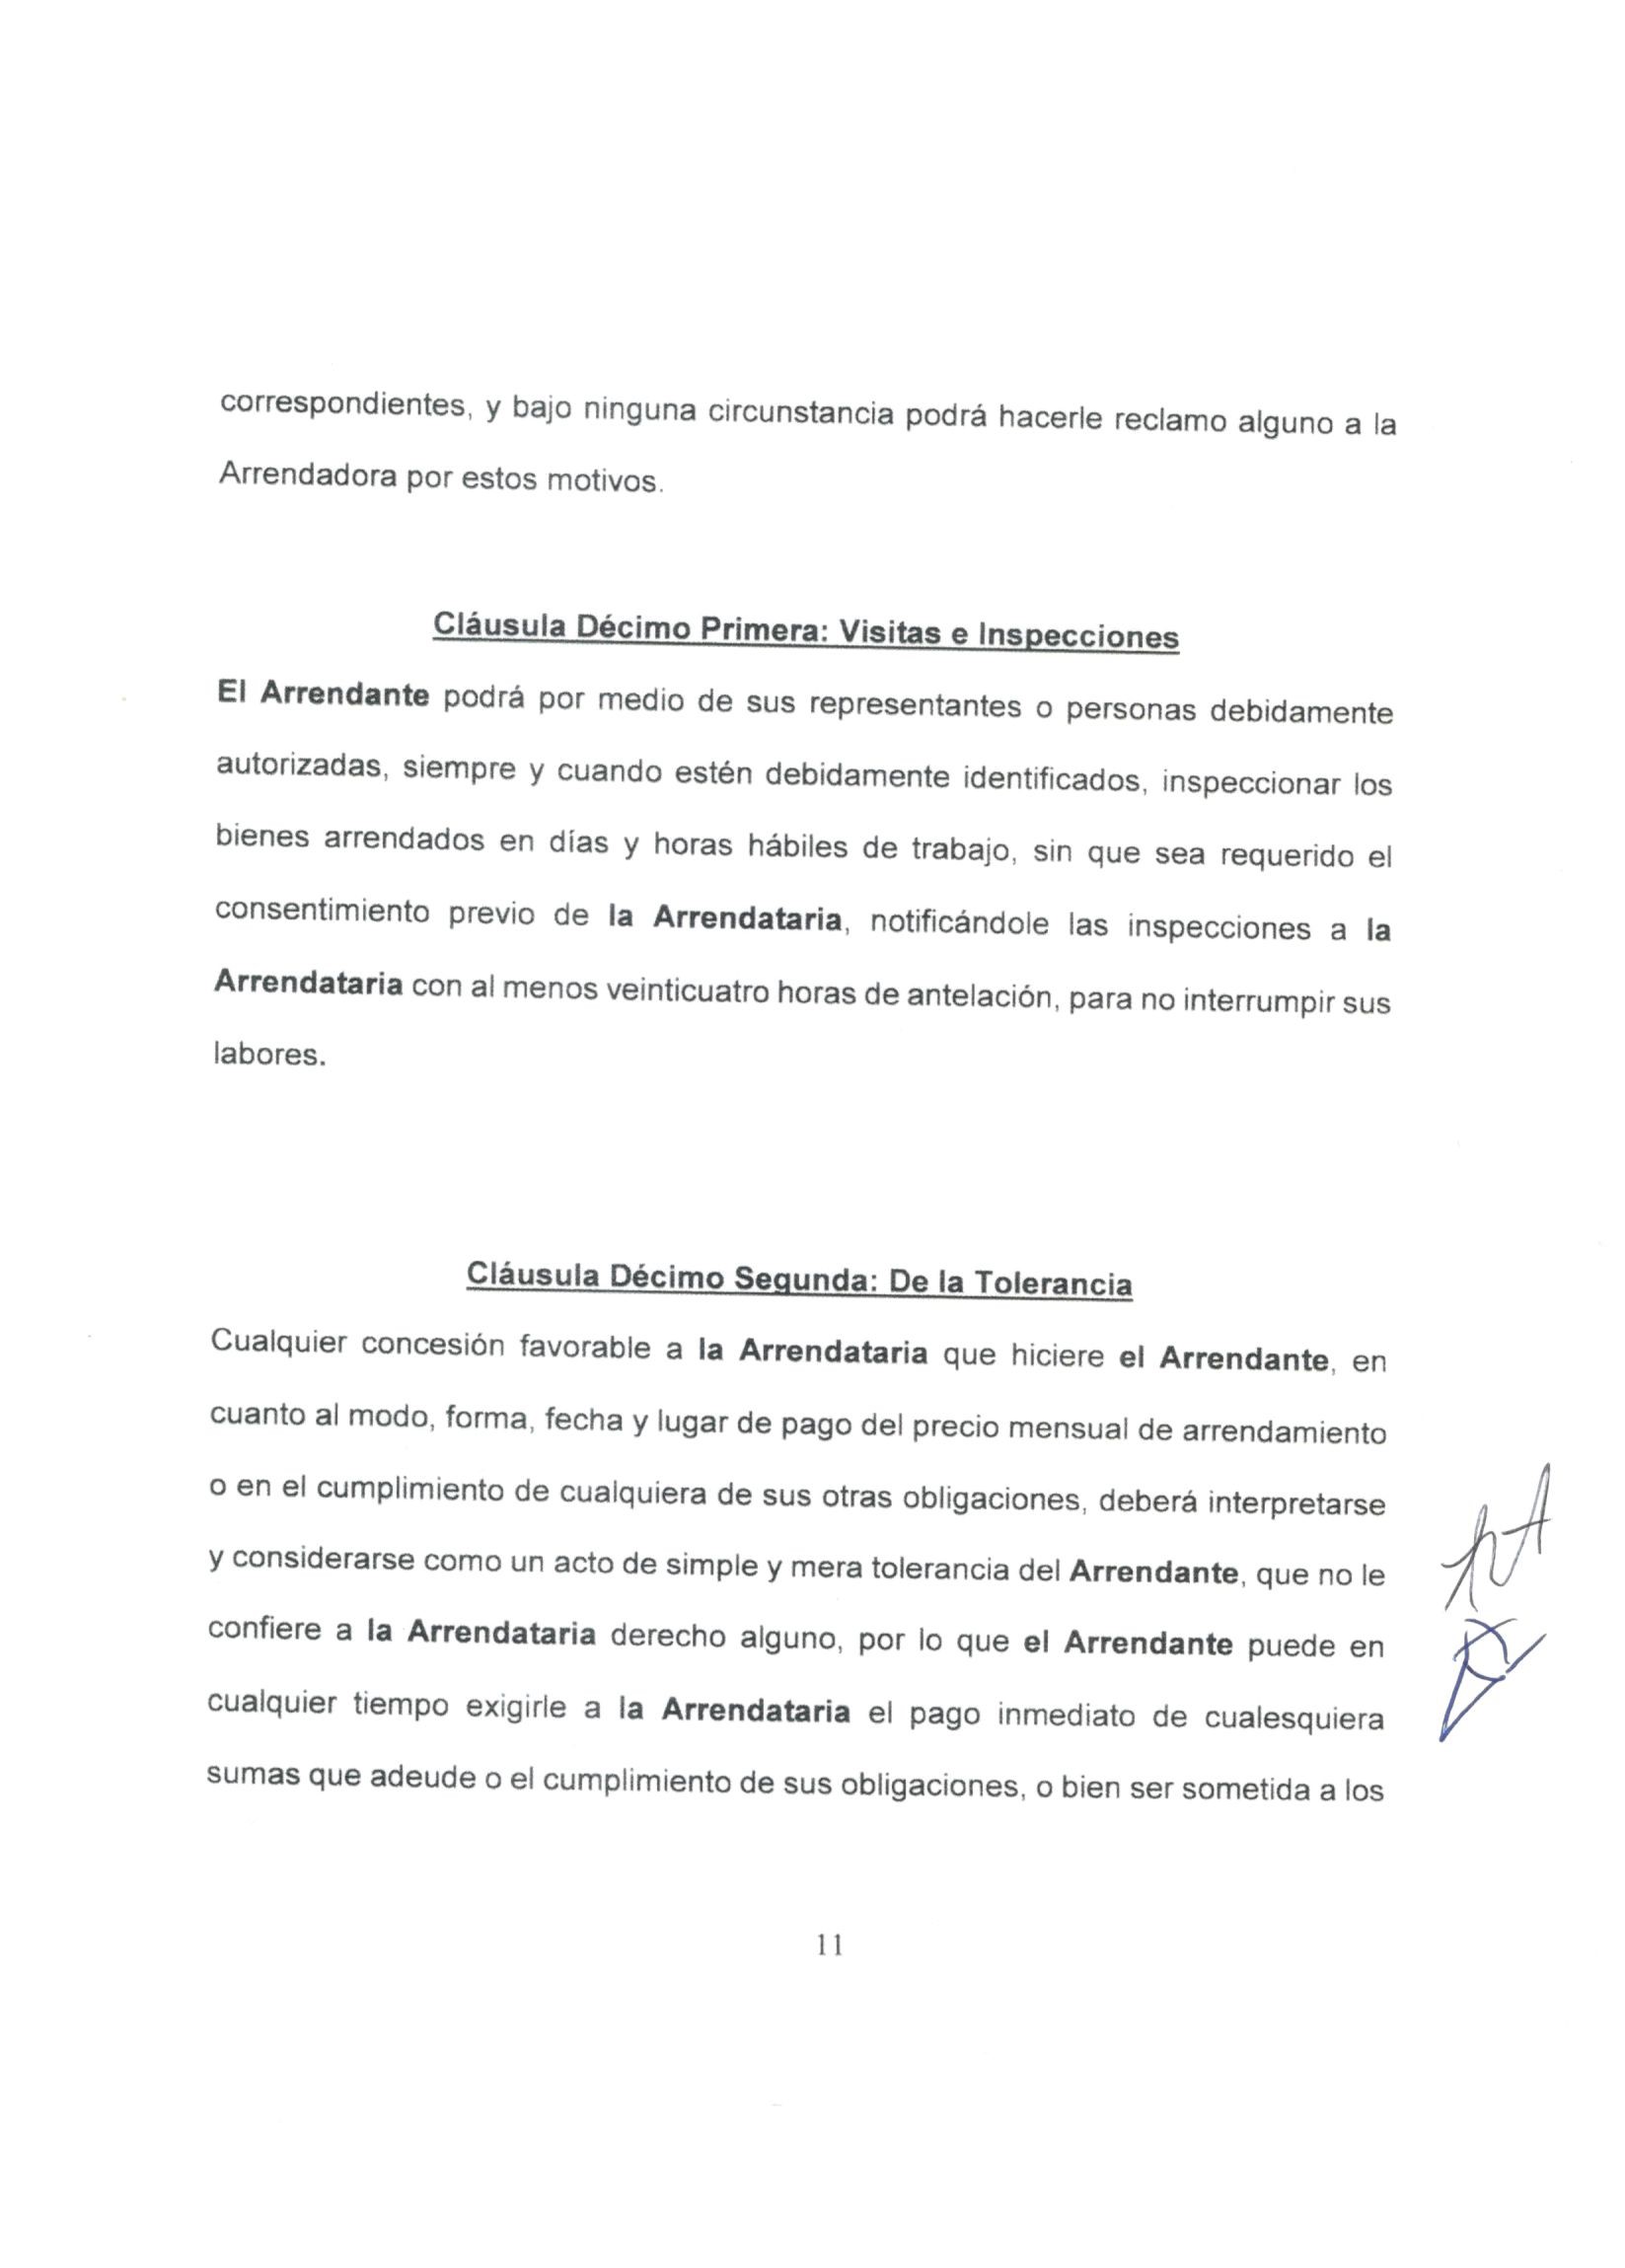 correspondientes, y bajo ninguna circunstancia podrá hacerle reclamo alguno a la
Arrendadora por estos motivos.
Cláusula Décimo Primera: Visitas e Inspecciones
El Arrendante podrá por medio de sus representantes o personas debidamente
autorizadas, siempre y cuando estén debidamente identificados, inspeccionar los
bienes arrendados en días y horas hábiles de trabajo, sin que sea requerido el
consentimiento previo de la Arrendataria, notificándole las inspecciones a la
Arrendataria con al menos veinticuatro horas de antelación, para no interrumpir sus
labores.
Cláusula Décimo Segunda: De la Tolerancia
Cualquier concesión favorable a la Arrendataria que hiciere el Arrendante, en
cuanto al modo, forma, fecha y lugar de pago del precio mensual de arrendamiento
o en el cumplimiento de cualquiera de sus otras obligaciones, deberá interpretarse
y considerarse como un acto de simple y mera tolerancia del Arrendante, que no le
confiere a la Arrendataria derecho alguno, por lo que el Arrendante puede en
cualquier tiempo exigirle a la Arrendataria el pago inmediato de cualesquiera
sumas que adeude o el cumplimiento de sus obligaciones, o bien ser sometida a los
11